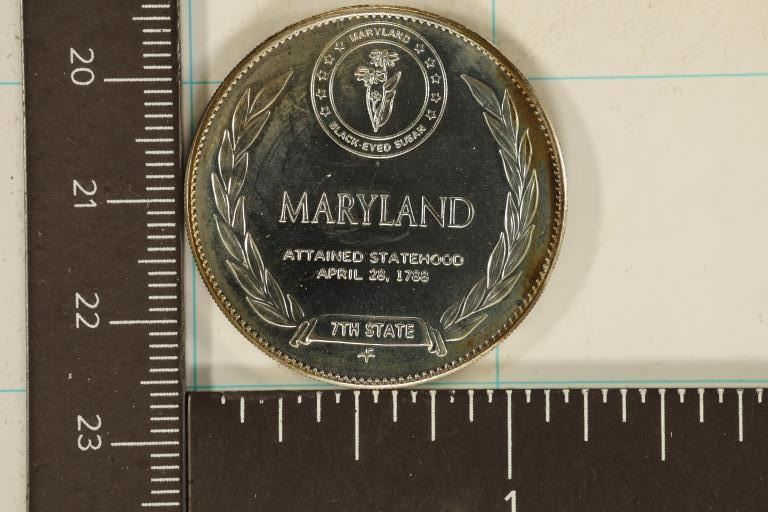 MARYLAND
BLACK-EYED SUSAN
MARYLAND
ATTAINED STATEHOOD
APRIL 28, 1788
7TH STATE
20
21
22
23
1